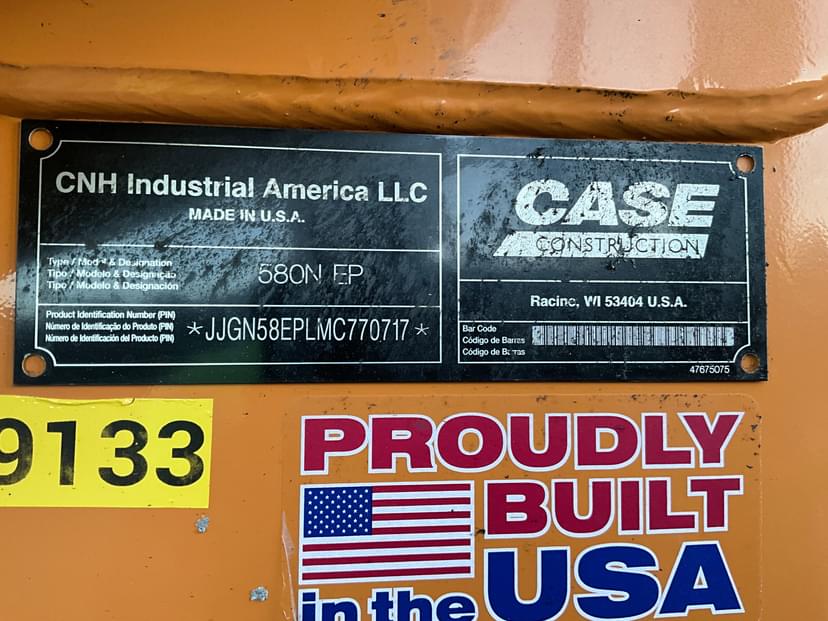 CNH Industrial America LLC
MADE IN U.S.A.
Type / Model & Designation
Tipo / Modelo & Designação
Tipo / Modelo & Designación
580N EP
Product Identification Number (PIN)
Número de Identificação do Produto (PIN)
Número de Identificación del Producto (PIN)
*JJGN58EPLMC770717*
CASE
CONSTRUCTION
Racine, WI 53404 U.S.A.
Bar Code
Código de Barras
Código de Barras
47675075
9133
PROUDLY
BUILT
in the USA